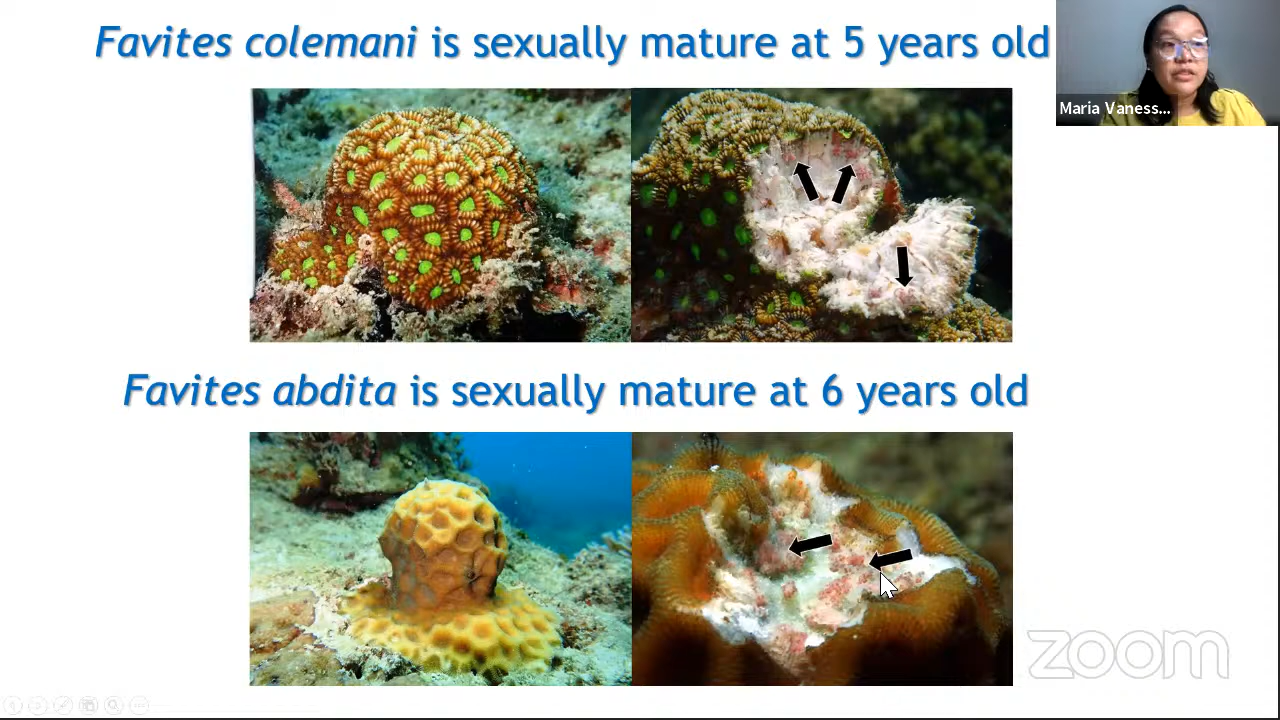 Favites colemani is sexually mature at 5 years old
Maria Vaness...
Favites abdita is sexually mature at 6 years old
zoom